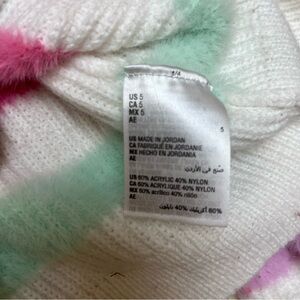 US 5
CA 5
MX 5
AE
5
US MADE IN JORDAN
CA FABRIQUÉ EN JORDANIE
MX HECHO EN JORDANIA
AE
صنع في الأردن
US 60% ACRYLIC 40% NYLON
CA 60% ACRYLIQUE 40% NYLON
MX 60% acrílico 40% nilón
AE
60% أكريليك 40% نايلون